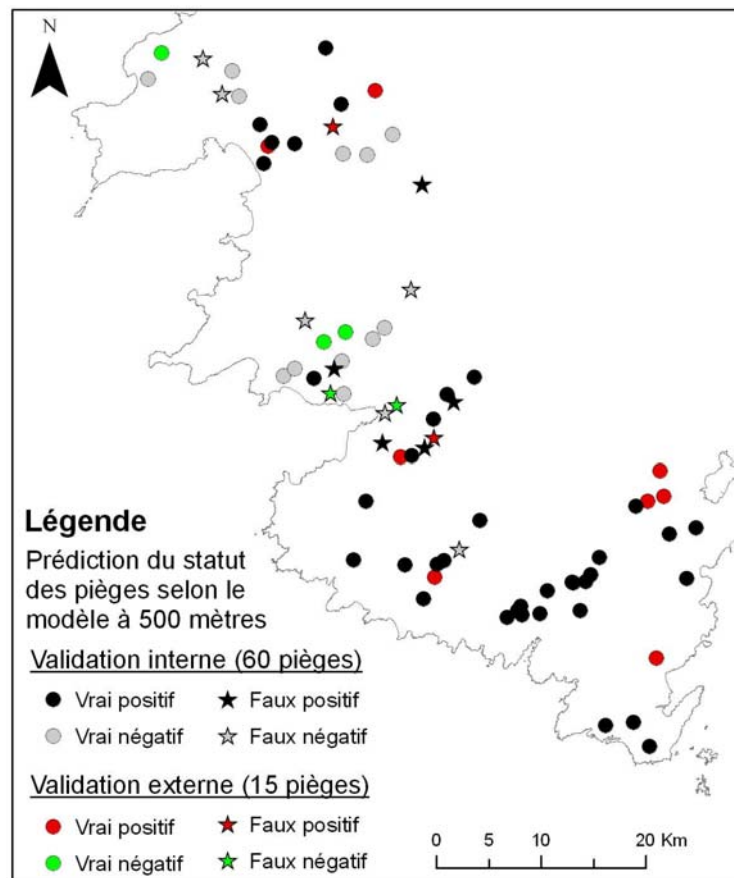 N
Légende
Prédiction du statut
des pièges selon le
modèle à 500 mètres
Validation interne (60 pièges)
Vrai positif Faux positif
Vrai négatif Faux négatif
Validation externe (15 pièges)
Vrai positif Faux positif
Vrai négatif Faux négatif
0 5 10 20 Km